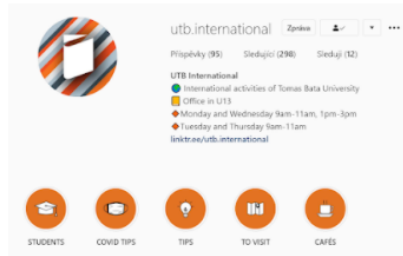 utb.international Zpráva
Příspěvky (95) Sledující (298) Sleduji (12)
UTB International
International activities of Tomas Bata University
Office in U13
Monday and Wednesday 9am-11am, 1pm-3pm
Tuesday and Thursday 9am-11am
linktr.ee/utb.international
STUDENTS COVID TIPS TIPS TO VISIT CAFÉS